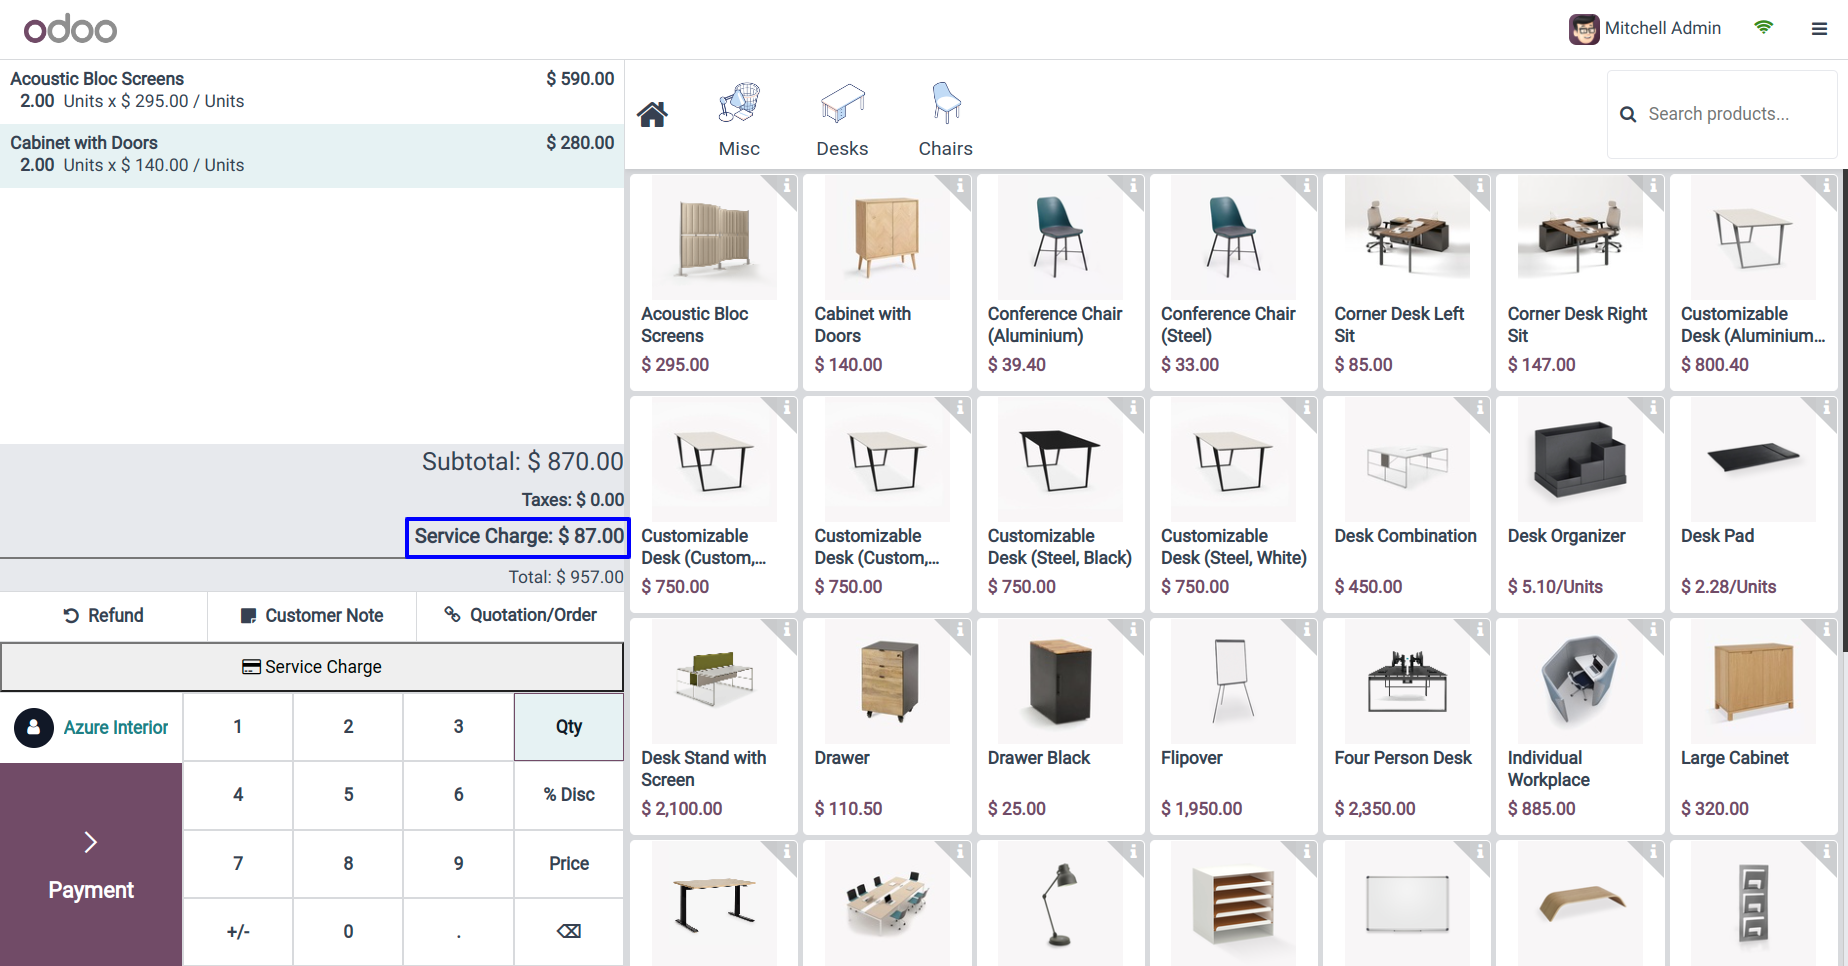 odoo
Mitchell Admin
Acoustic Bloc Screens $ 590.00
2.00 Units x $ 295.00 / Units
Cabinet with Doors $ 280.00
2.00 Units x $ 140.00 / Units
Subtotal: $ 870.00
Taxes: $ 0.00
Service Charge: $ 87.00
Total: $ 957.00
Refund
Customer Note
Quotation/Order
Service Charge
Azure Interior
Payment
1 2 3 Qty
4 5 6 % Disc
7 8 9 Price
+/- 0 .
Misc
Desks
Chairs
Search products...
Acoustic Bloc
Screens
$ 295.00
Cabinet with
Doors
$ 140.00
Conference Chair
(Aluminium)
$ 39.40
Conference Chair
(Steel)
$ 33.00
Corner Desk Left
Sit
$ 85.00
Corner Desk Right
Sit
$ 147.00
Customizable
Desk (Aluminium...
$ 800.40
Customizable
Desk (Custom,...
$ 750.00
Customizable
Desk (Custom,...
$ 750.00
Customizable
Desk (Steel, Black)
$ 750.00
Customizable
Desk (Steel, White)
$ 750.00
Desk Combination
$ 450.00
Desk Organizer
$ 5.10/Units
Desk Pad
$ 2.28/Units
Desk Stand with
Screen
$ 2,100.00
Drawer
$ 110.50
Drawer Black
$ 25.00
Flipover
$ 1,950.00
Four Person Desk
$ 2,350.00
Individual
Workplace
$ 885.00
Large Cabinet
$ 320.00